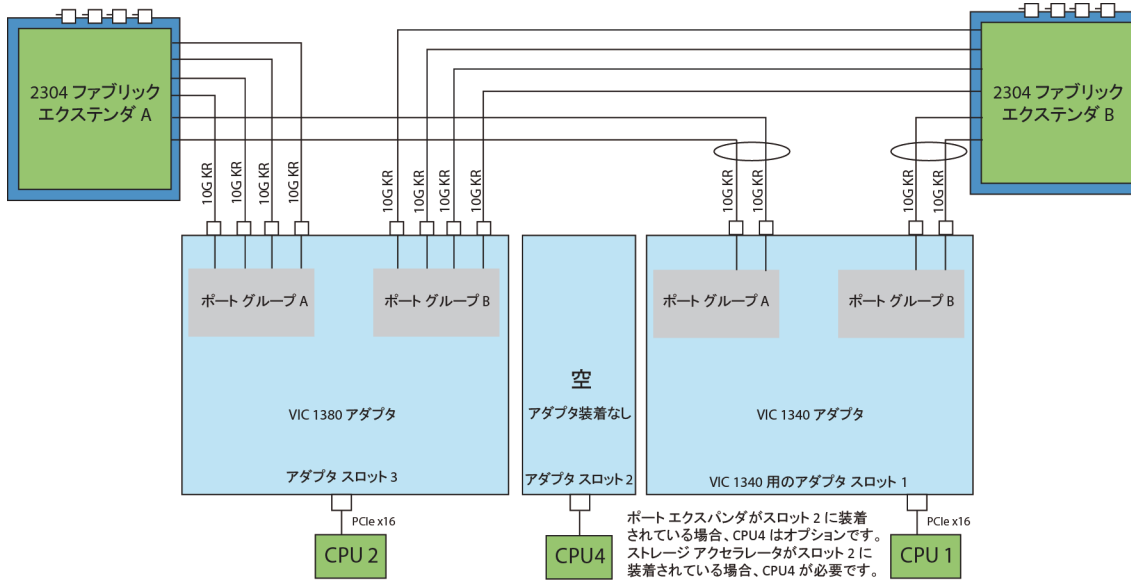 2304 ファブリック
エクステンダ A
2304 ファブリック
エクステンダ B
10G KR
10G KR
10G KR
10G KR
10G KR
10G KR
10G KR
10G KR
10G KR
10G KR
10G KR
10G KR
ポート グループ A
ポート グループ B
ポート グループ A
ポート グループ B
空
アダプタ装着なし
VIC 1380 アダプタ
VIC 1340 アダプタ
アダプタ スロット 3
アダプタ スロット 2
VIC 1340 用のアダプタ スロット 1
PCIe x16
PCIe x16
CPU 2
CPU4
ポート エクスパンダがスロット 2 に装着
されている場合、CPU4 はオプションです。
ストレージ アクセラレータがスロット 2 に
装着されている場合、CPU4 が必要です。
CPU 1